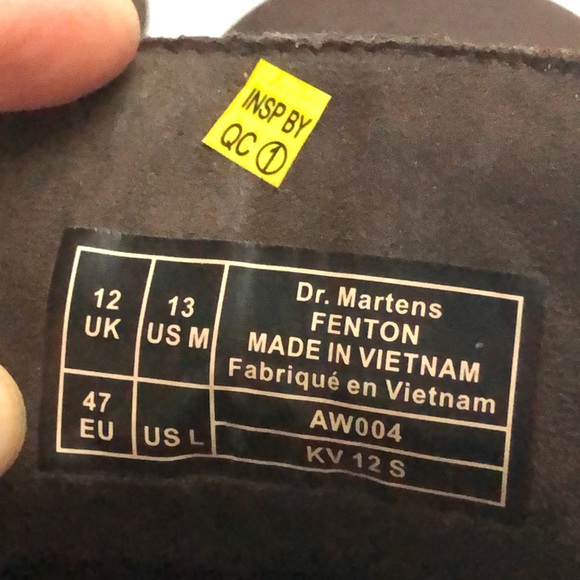 INSP BY
QC ①
12
UK
13
US M
47
EU
US L
Dr. Martens
FENTON
MADE IN VIETNAM
Fabriqué en Vietnam
AW004
KV 12 S